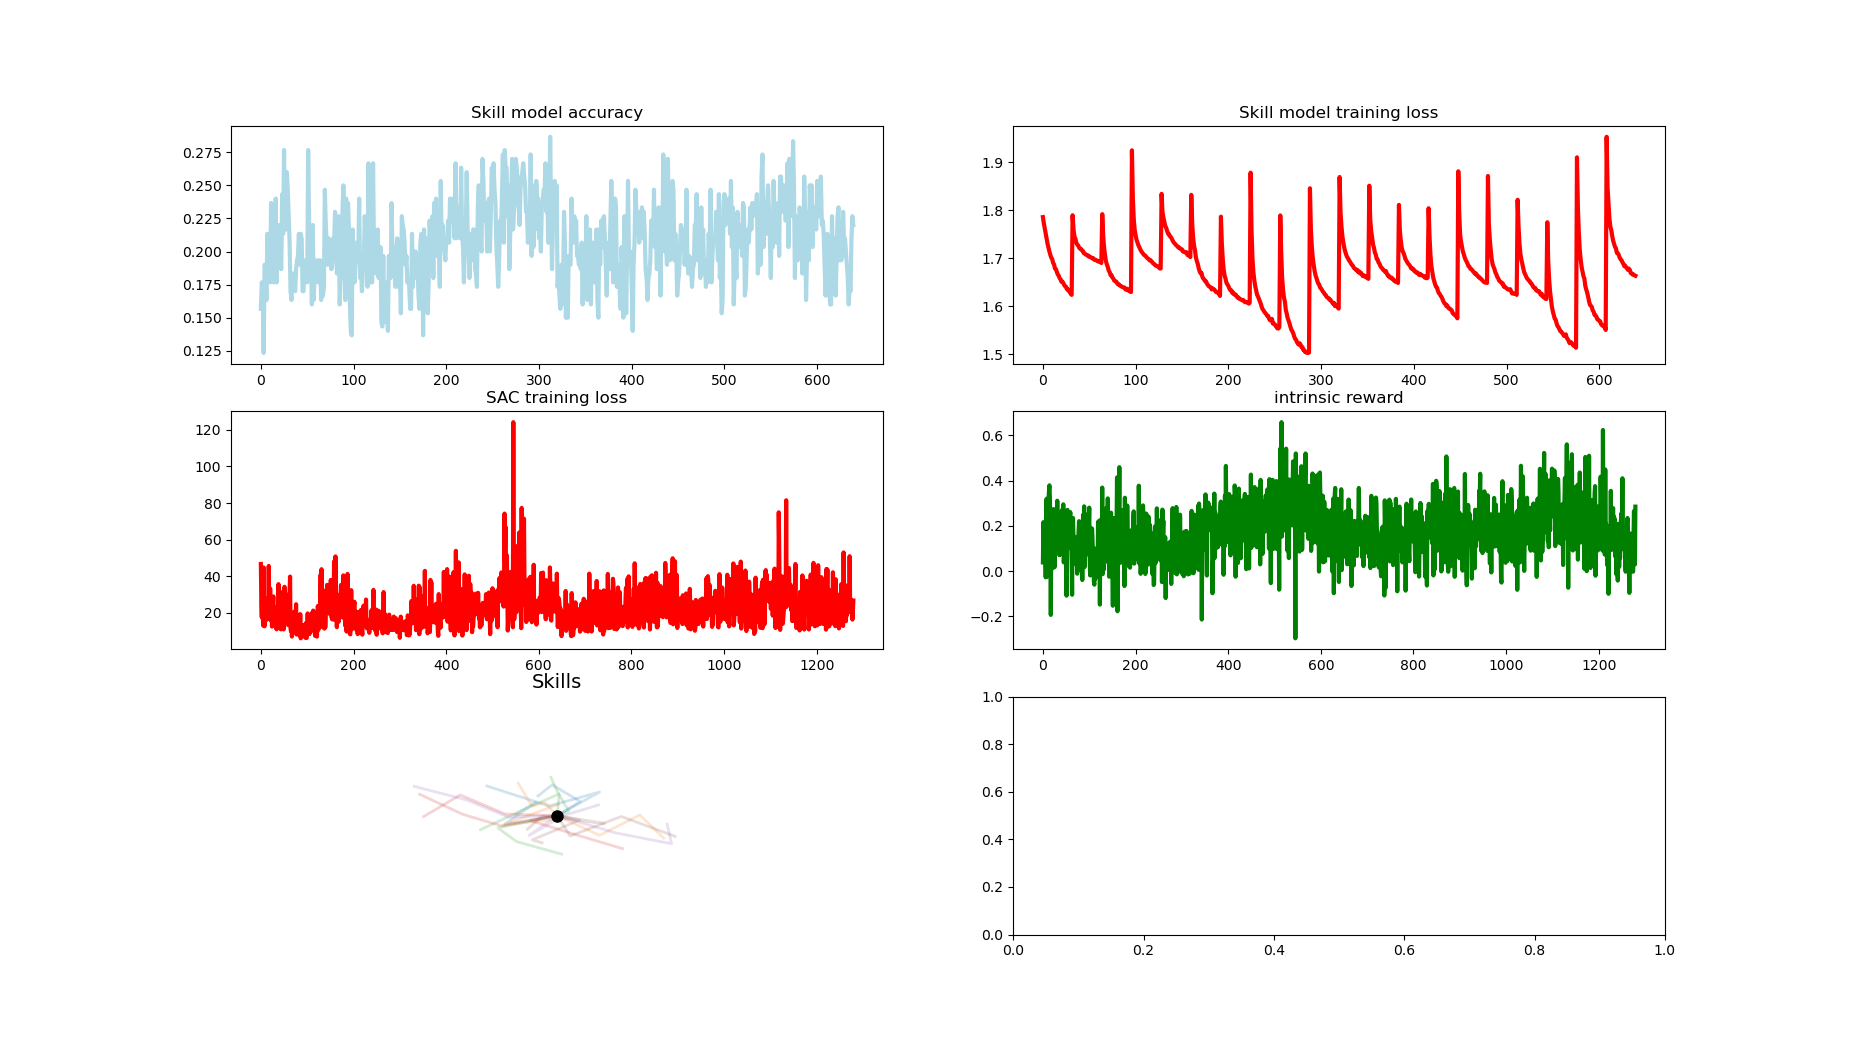 Skill model accuracy
0.275
0.250
0.225
0.200
0.175
0.150
0.125
0 100 200 300 400 500 600
Skill model training loss
1.9
1.8
1.7
1.6
1.5
0 100 200 300 400 500 600
SAC training loss
120
100
80
60
40
20
0 200 400 600 800 1000 1200
intrinsic reward
0.6
0.4
0.2
0.0
−0.2
0 200 400 600 800 1000 1200
Skills
1.0
0.8
0.6
0.4
0.2
0.0
0.0 0.2 0.4 0.6 0.8 1.0